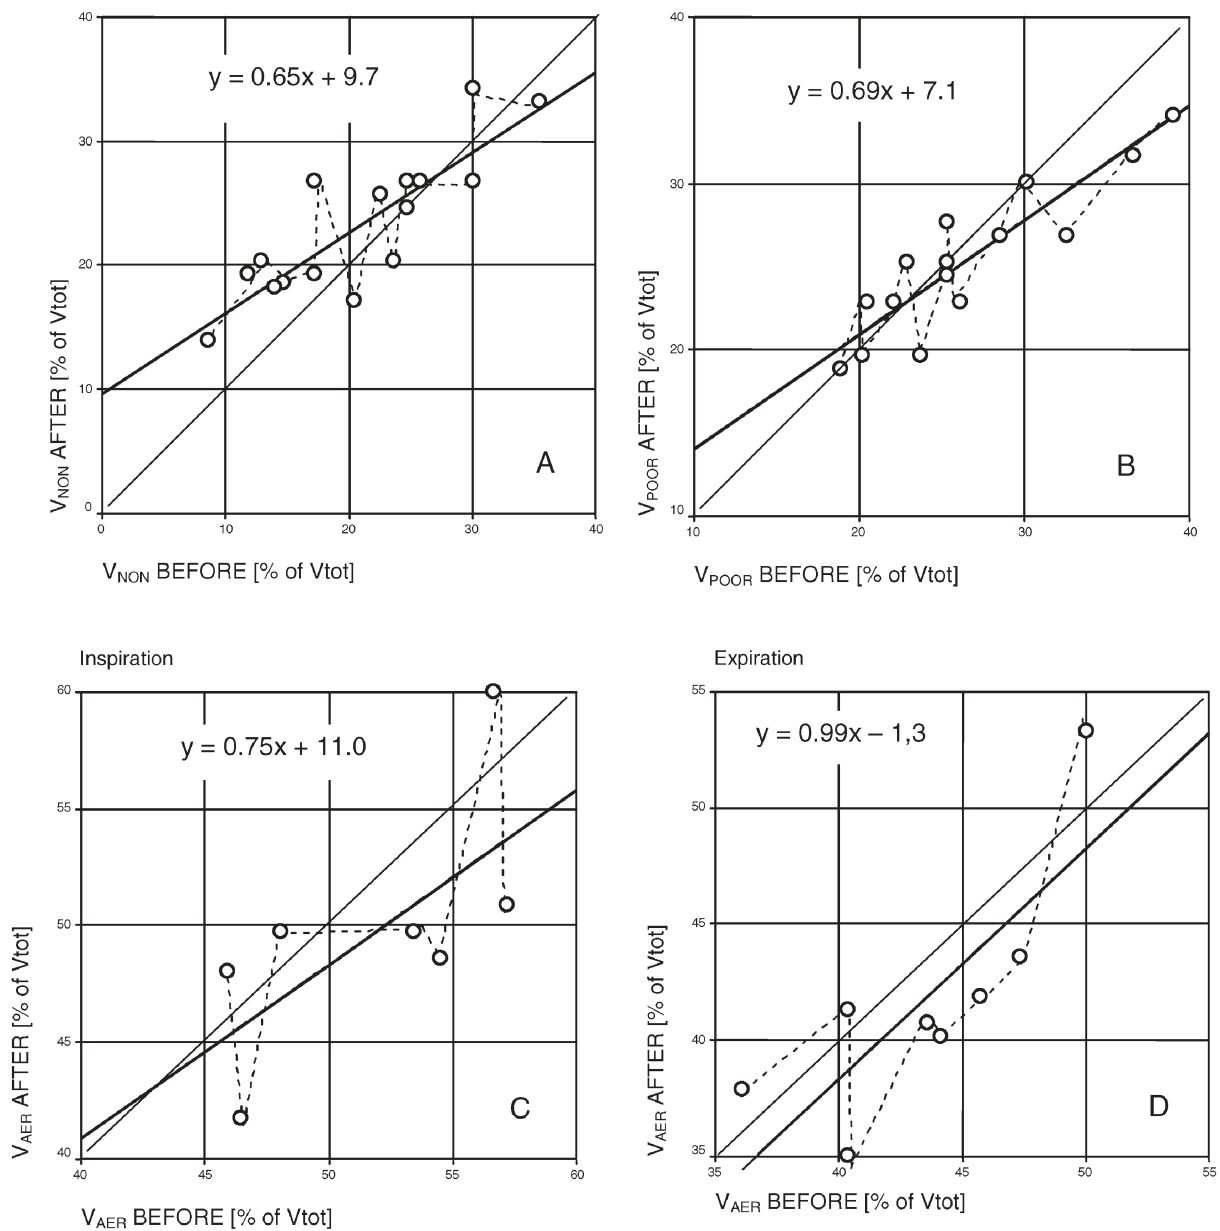 40
30
20
10
0
0
10
20
30
40
y = 0.65x + 9.7
A
V_NON AFTER [% of Vtot]
V_NON BEFORE [% of Vtot]
40
30
20
10
10
20
30
40
y = 0.69x + 7.1
B
V_POOR AFTER [% of Vtot]
V_POOR BEFORE [% of Vtot]
Inspiration
60
55
50
45
40
40
45
50
55
60
y = 0.75x + 11.0
C
V_AER AFTER [% of Vtot]
V_AER BEFORE [% of Vtot]
Expiration
55
50
45
40
35
35
40
45
50
55
y = 0.99x – 1,3
D
V_AER AFTER [% of Vtot]
V_AER BEFORE [% of Vtot]